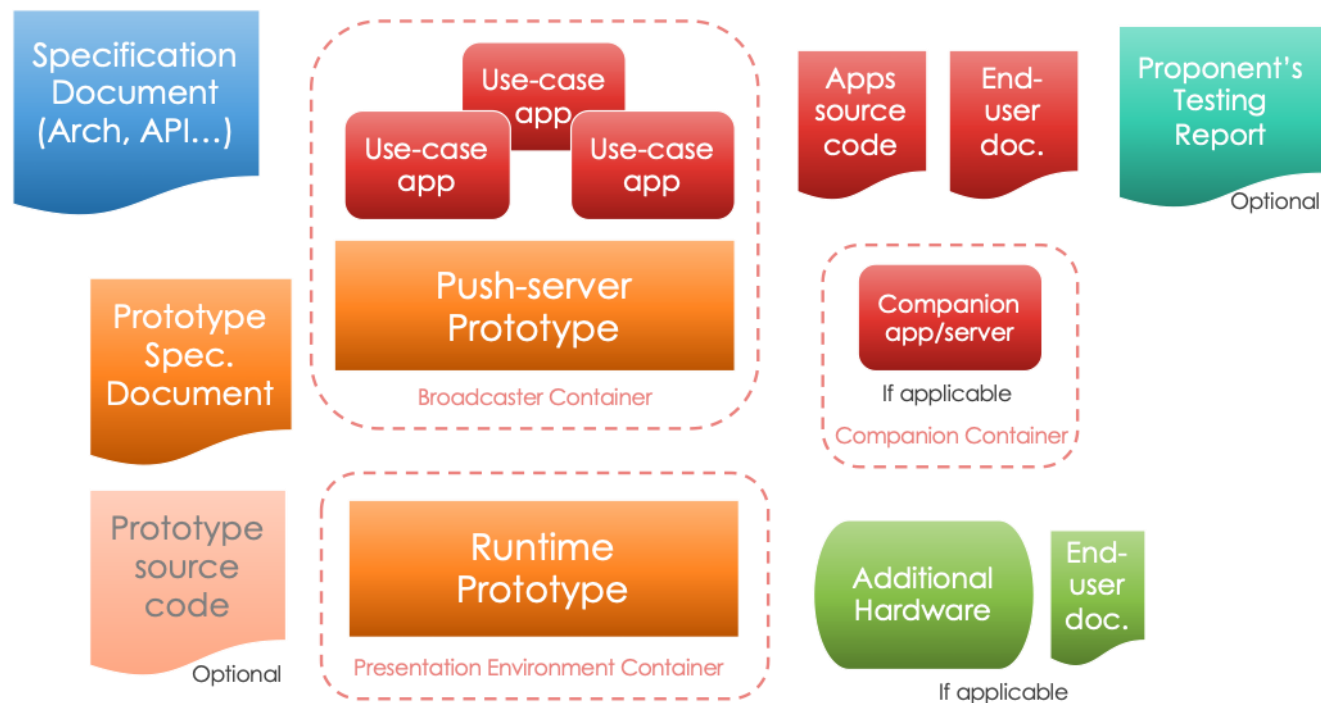 Specification
Document
(Arch, API...)
Use-case
app
Use-case
app
Use-case
app
Push-server
Prototype
Broadcaster Container
Apps
source
code
End-
user
doc.
Proponent's
Testing
Report
Optional
Prototype
Spec.
Document
Companion
app/server
If applicable
Companion Container
Prototype
source
code
Optional
Runtime
Prototype
Presentation Environment Container
Additional
Hardware
End-
user
doc.
If applicable